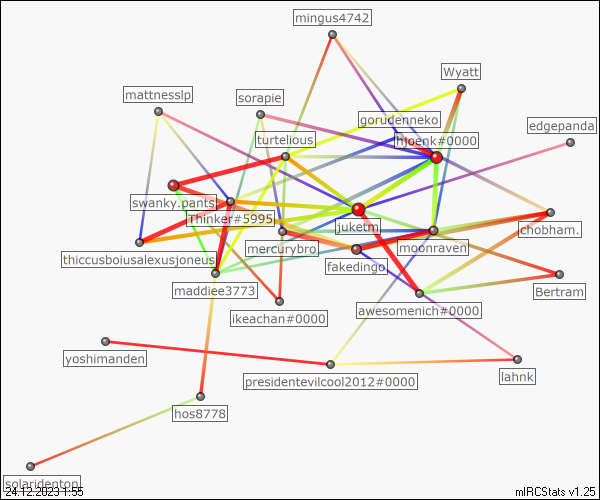 mingus4742
Wyatt
mattnesslp
sorapie
gorudenneko
edgepanda
turtelious
hjoenk#0000
swanky.pants
Thinker#5995
juketm
chobham.
thiccusboiusalexusjoneus
mercurybro
moonraven
fakedingo
maddiee3773
Bertram
ikeachan#0000
awesomenich#0000
yoshimanden
presidentevilcool2012#0000
lahnk
hos8778
solaridentop
24.12.2023 1:55
mIRCStats v1.25